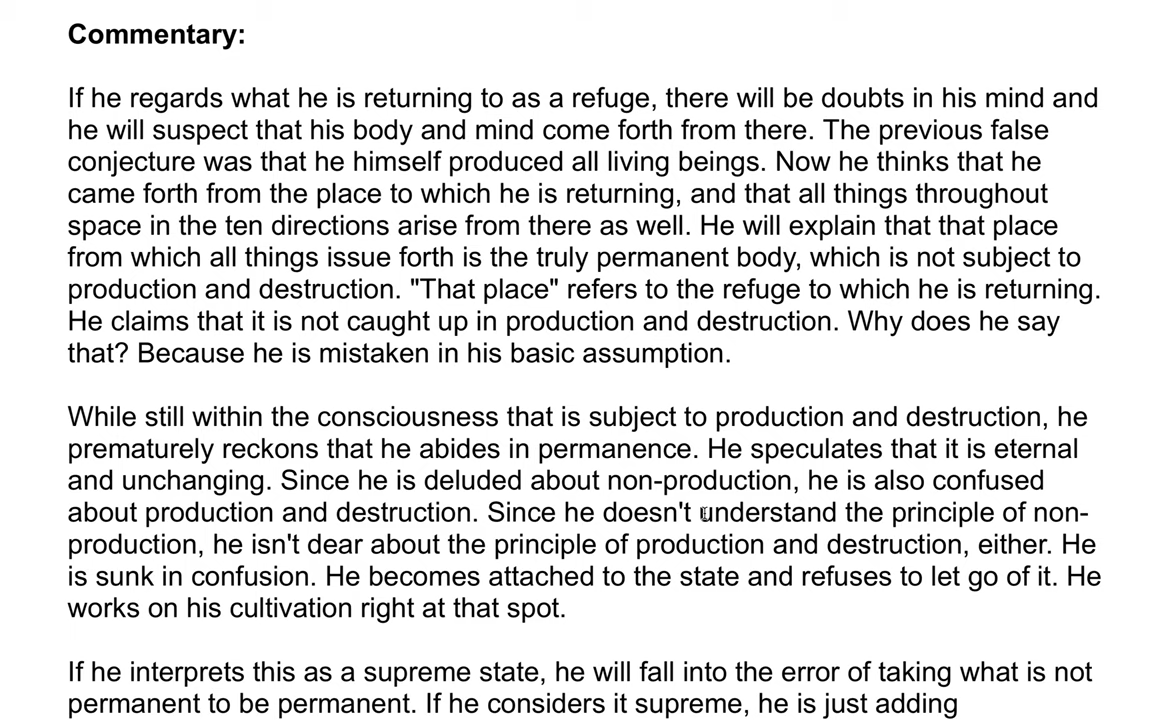 Commentary:
If he regards what he is returning to as a refuge, there will be doubts in his mind and
he will suspect that his body and mind come forth from there. The previous false
conjecture was that he himself produced all living beings. Now he thinks that he
came forth from the place to which he is returning, and that all things throughout
space in the ten directions arise from there as well. He will explain that that place
from which all things issue forth is the truly permanent body, which is not subject to
production and destruction. "That place" refers to the refuge to which he is returning.
He claims that it is not caught up in production and destruction. Why does he say
that? Because he is mistaken in his basic assumption.
While still within the consciousness that is subject to production and destruction, he
prematurely reckons that he abides in permanence. He speculates that it is eternal
and unchanging. Since he is deluded about non-production, he is also confused
about production and destruction. Since he doesn't understand the principle of non-
production, he isn't dear about the principle of production and destruction, either. He
is sunk in confusion. He becomes attached to the state and refuses to let go of it. He
works on his cultivation right at that spot.
If he interprets this as a supreme state, he will fall into the error of taking what is not
permanent to be permanent. If he considers it supreme, he is just adding